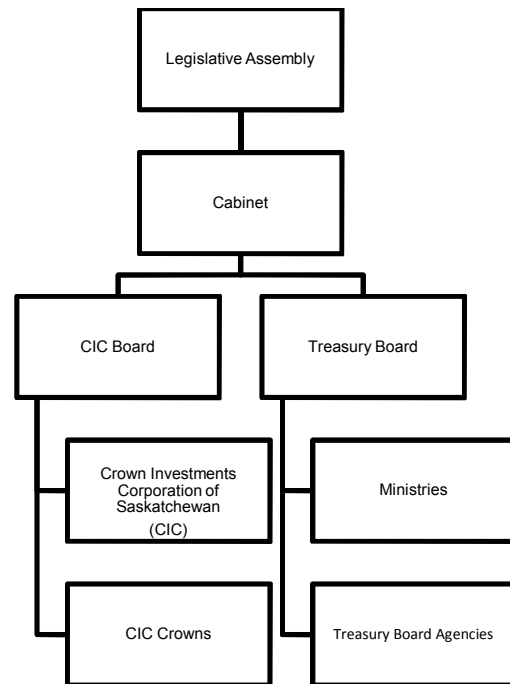 Legislative Assembly
Cabinet
CIC Board
Treasury Board
Crown Investments
Corporation of
Saskatchewan
(CIC)
Ministries
CIC Crowns
Treasury Board Agencies